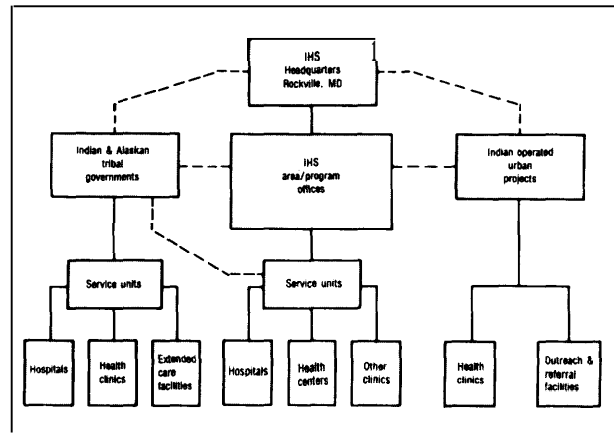 IHS
Headquarters
Rockville, MD
Indian & Alaskan
tribal
governments
IHS
area/program
offices
Indian operated
urban
projects
Service units
Service units
Hospitals
Health
clinics
Extended
care
facilities
Hospitals
Health
centers
Other
clinics
Health
clinics
Outreach &
referral
facilities